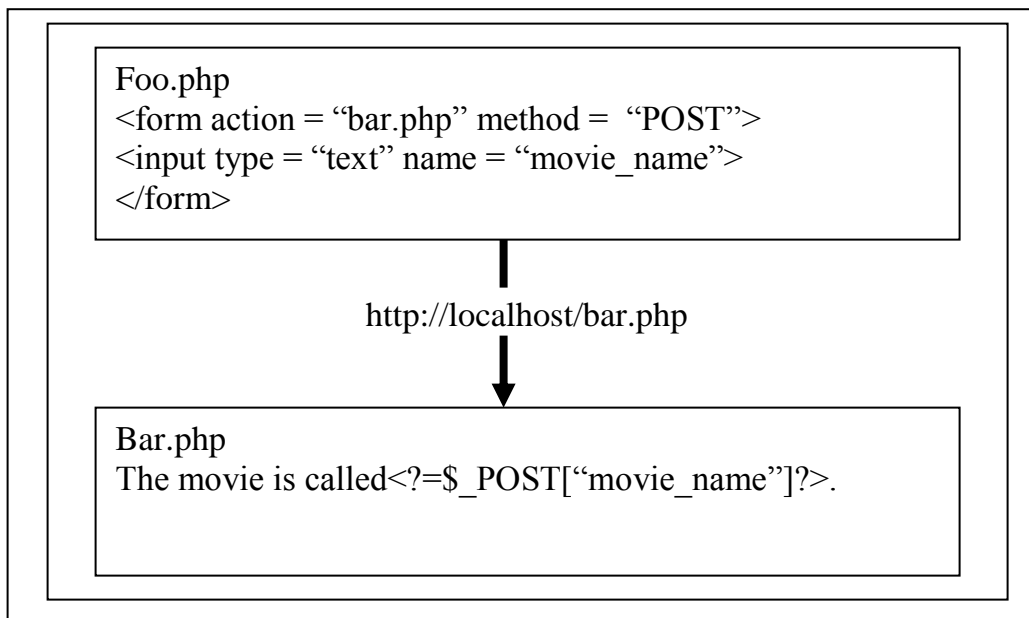 Foo.php
<form action = “bar.php” method =  “POST”>
<input type = “text” name = “movie_name”>
</form>
http://localhost/bar.php
Bar.php
The movie is called<?=$_POST[“movie_name”]?>.